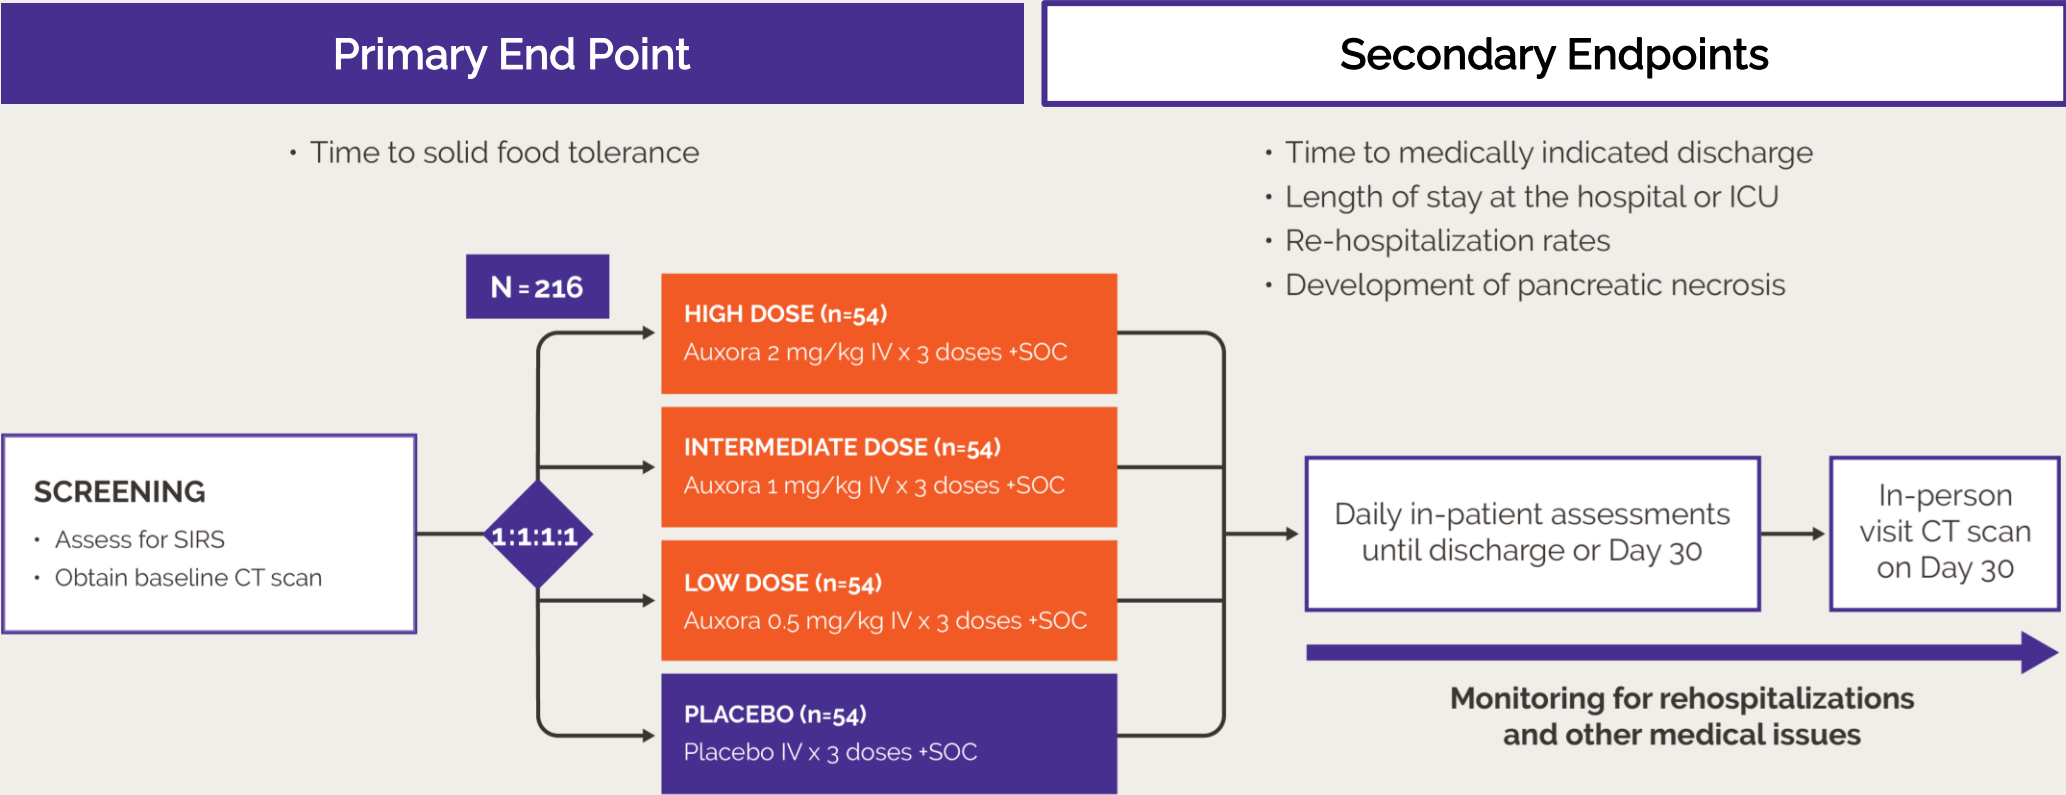 Primary End Point
Secondary Endpoints
• Time to solid food tolerance
• Time to medically indicated discharge
• Length of stay at the hospital or ICU
• Re-hospitalization rates
• Development of pancreatic necrosis
N = 216
SCREENING
• Assess for SIRS
• Obtain baseline CT scan
1:1:1:1
HIGH DOSE (n=54)
Auxora 2 mg/kg IV x 3 doses +SOC
INTERMEDIATE DOSE (n=54)
Auxora 1 mg/kg IV x 3 doses +SOC
LOW DOSE (n=54)
Auxora 0.5 mg/kg IV x 3 doses +SOC
PLACEBO (n=54)
Placebo IV x 3 doses +SOC
Daily in-patient assessments
until discharge or Day 30
In-person
visit CT scan
on Day 30
Monitoring for rehospitalizations
and other medical issues